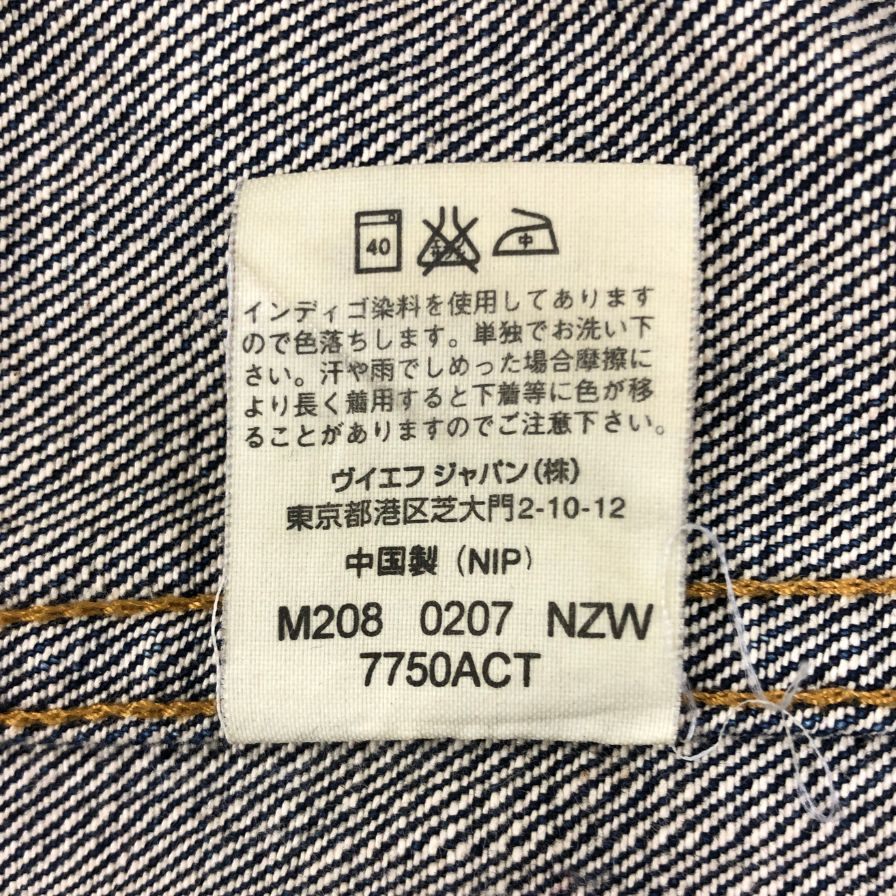 40 中
インディゴ染料を使用してあります
ので色落ちします。単独でお洗い下
さい。汗や雨でしめった場合摩擦に
より長く着用すると下着等に色が移
ることがありますのでご注意下さい。
ヴイエフ ジャパン(株)
東京都港区芝大門2-10-12
中国製 (NIP)
M208 0207 NZW
7750ACT